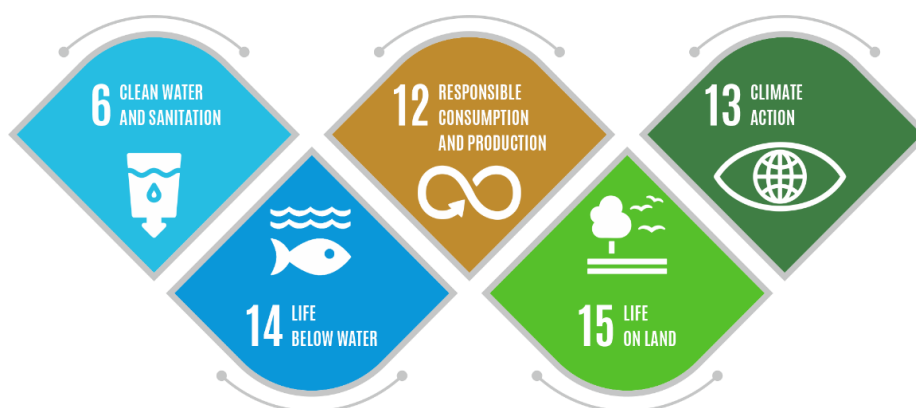 6 CLEAN WATER
AND SANITATION
12 RESPONSIBLE
CONSUMPTION
AND PRODUCTION
13 CLIMATE
ACTION
14 LIFE
BELOW WATER
15 LIFE
ON LAND